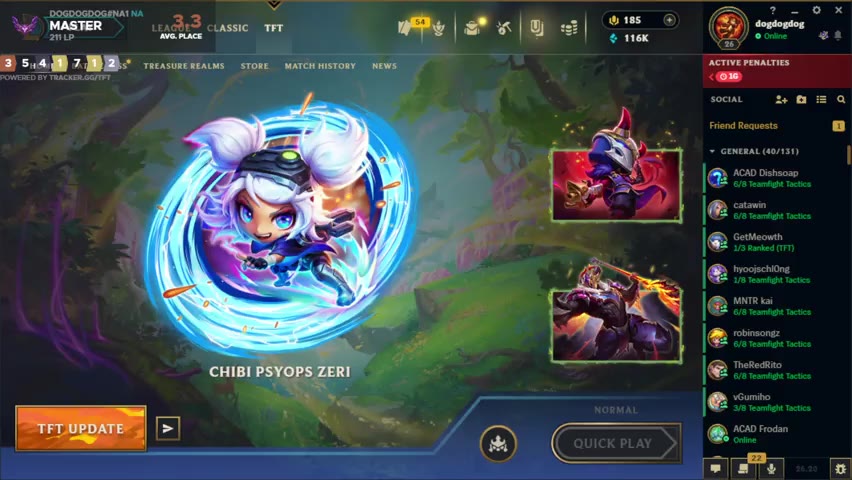 DOGDOGDOG#NA1 NA
MASTER
211 LP
3.3
AVG. PLACE
LEAGUE CLASSIC TFT
54
185
116K
dogdogdog
Online
26
3 5 4 1 7 1 2
POWERED BY TRACKER.GG/TFT
TREASURE REALMS STORE MATCH HISTORY NEWS
ACTIVE PENALTIES
1G
SOCIAL
Friend Requests
1
GENERAL (40/131)
ACAD Dishsoap
6/8 Teamfight Tactics
catawin
6/8 Teamfight Tactics
GetMeowth
1/3 Ranked (TFT)
hyoojschl0ng
1/8 Teamfight Tactics
MNTR kai
6/8 Teamfight Tactics
robinsongz
6/8 Teamfight Tactics
TheRedRito
6/8 Teamfight Tactics
vGumiho
3/8 Teamfight Tactics
ACAD Frodan
Online
CHIBI PSYOPS ZERI
TFT UPDATE
NORMAL
QUICK PLAY
22